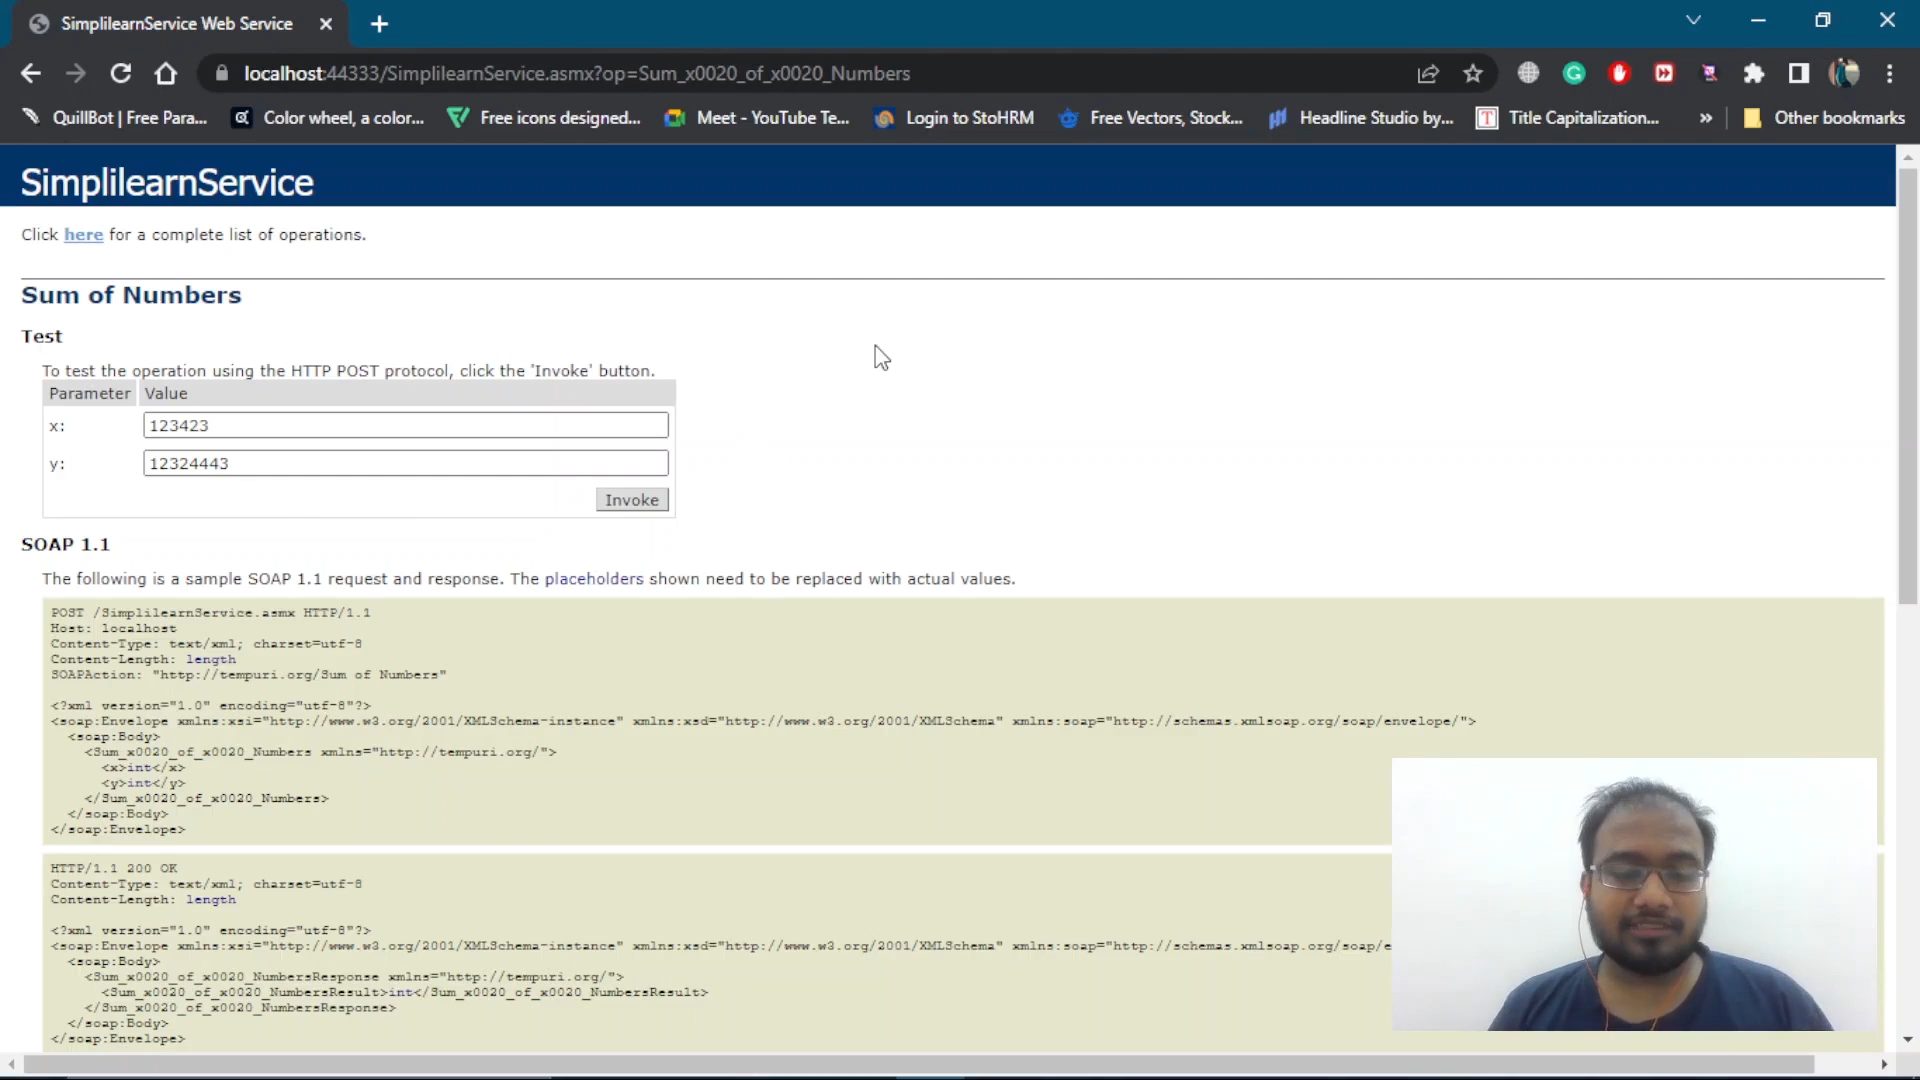 SimplilearnService Web Service
localhost:44333/SimplilearnService.asmx?op=Sum_x0020_of_x0020_Numbers
QuillBot | Free Para... Color wheel, a color... Free icons designed... Meet - YouTube Te... Login to StoHRM Free Vectors, Stock... Headline Studio by... T Title Capitalization... » Other bookmarks
SimplilearnService
Click here for a complete list of operations.
Sum of Numbers
Test
To test the operation using the HTTP POST protocol, click the 'Invoke' button.
Parameter Value
x: 123423
y: 12324443
Invoke
SOAP 1.1
The following is a sample SOAP 1.1 request and response. The placeholders shown need to be replaced with actual values.
POST /SimplilearnService.asmx HTTP/1.1
Host: localhost
Content-Type: text/xml; charset=utf-8
Content-Length: length
SOAPAction: "http://tempuri.org/Sum of Numbers"
<?xml version="1.0" encoding="utf-8"?>
<soap:Envelope xmlns:xsi="http://www.w3.org/2001/XMLSchema-instance" xmlns:xsd="http://www.w3.org/2001/XMLSchema" xmlns:soap="http://schemas.xmlsoap.org/soap/envelope/">
<soap:Body>
<Sum_x0020_of_x0020_Numbers xmlns="http://tempuri.org/">
<x>int</x>
<y>int</y>
</Sum_x0020_of_x0020_Numbers>
</soap:Body>
</soap:Envelope>
HTTP/1.1 200 OK
Content-Type: text/xml; charset=utf-8
Content-Length: length
<?xml version="1.0" encoding="utf-8"?>
<soap:Envelope xmlns:xsi="http://www.w3.org/2001/XMLSchema-instance" xmlns:xsd="http://www.w3.org/2001/XMLSchema" xmlns:soap="http://schemas.xmlsoap.org/soap/e
<soap:Body>
<Sum_x0020_of_x0020_NumbersResponse xmlns="http://tempuri.org/">
<Sum_x0020_of_x0020_NumbersResult>int</Sum_x0020_of_x0020_NumbersResult>
</Sum_x0020_of_x0020_NumbersResponse>
</soap:Body>
</soap:Envelope>